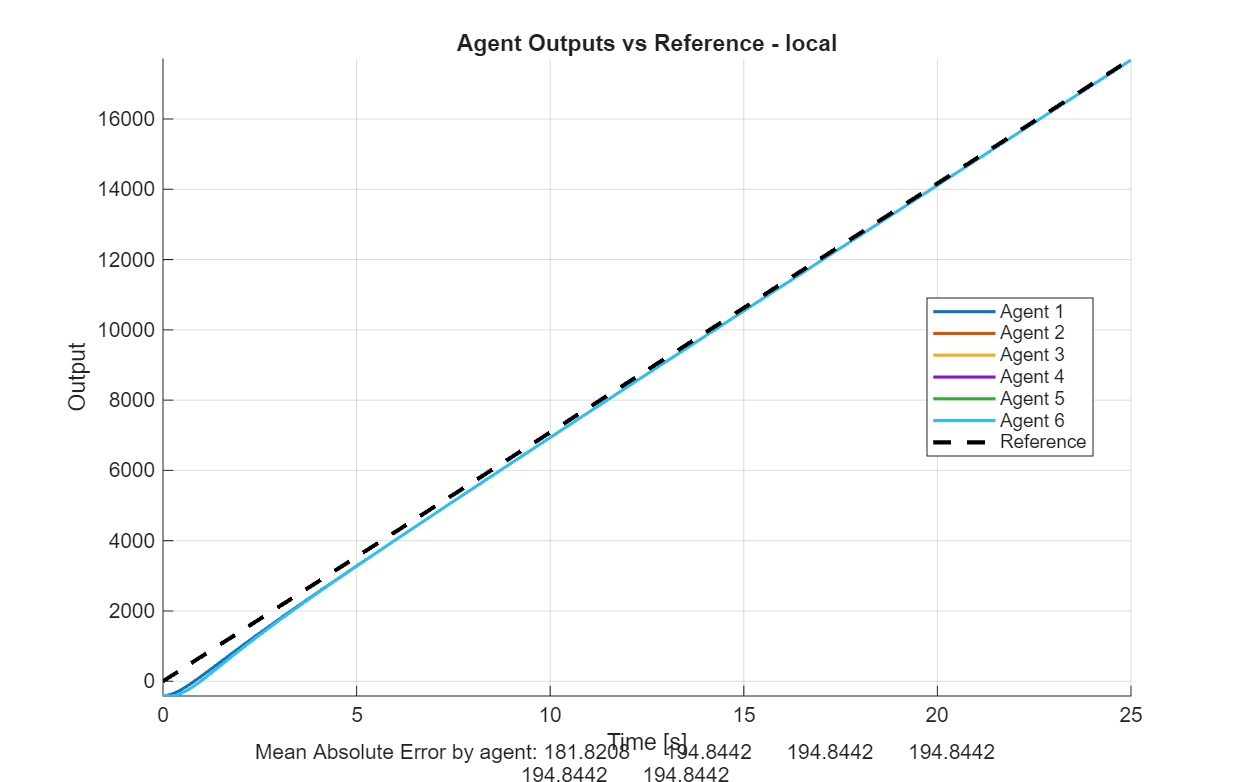 Agent Outputs vs Reference - local
16000
14000
12000
10000
8000
6000
4000
2000
0
Output
Agent 1
Agent 2
Agent 3
Agent 4
Agent 5
Agent 6
Reference
0 5 10 15 20 25
Time [s]
Mean Absolute Error by agent: 181.8208 194.8442 194.8442 194.8442
194.8442 194.8442